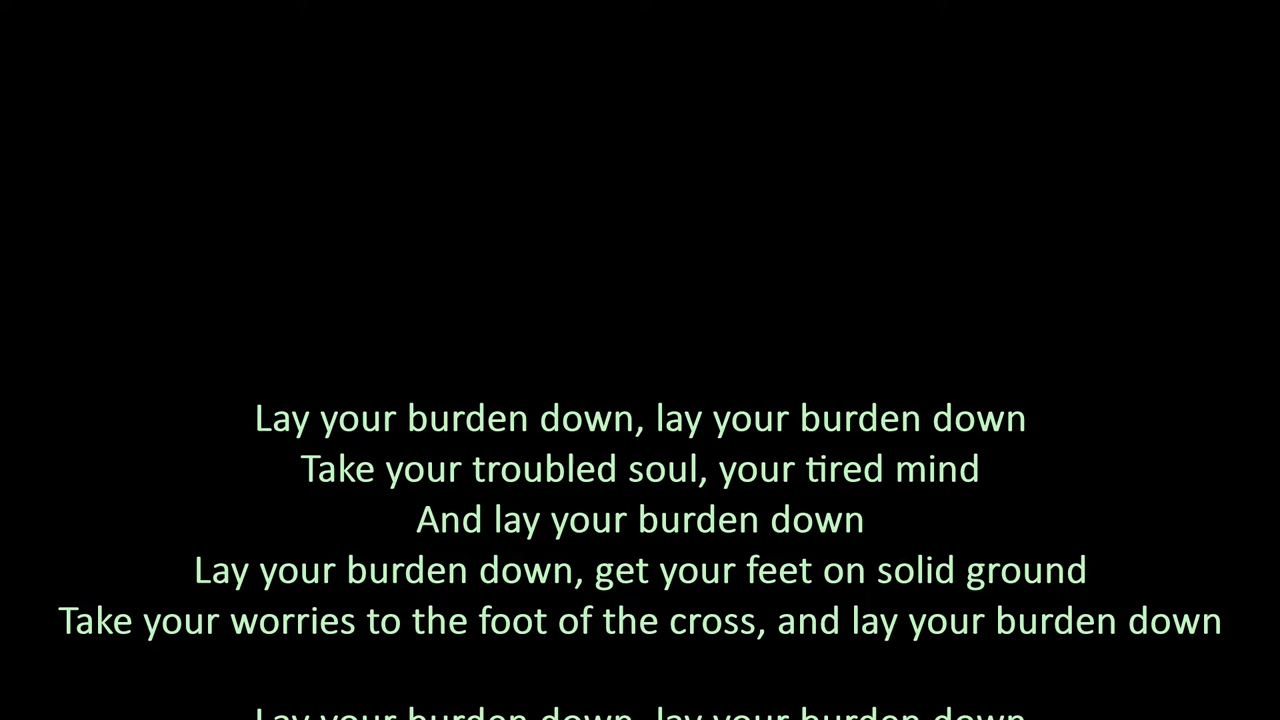 Lay your burden down, lay your burden down
Take your troubled soul, your tired mind
And lay your burden down
Lay your burden down, get your feet on solid ground
Take your worries to the foot of the cross, and lay your burden down
Lay your burden down, lay your burden down